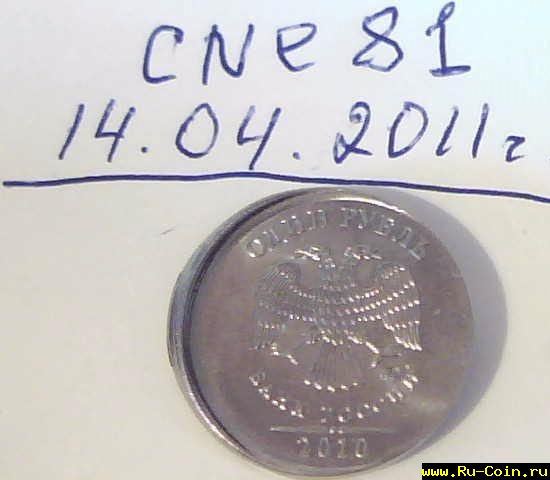 cne 81
14.04.2011г
ОДИН РУБЛЬ
БАНК РОССИИ
2010
www.Ru-Coin.ru